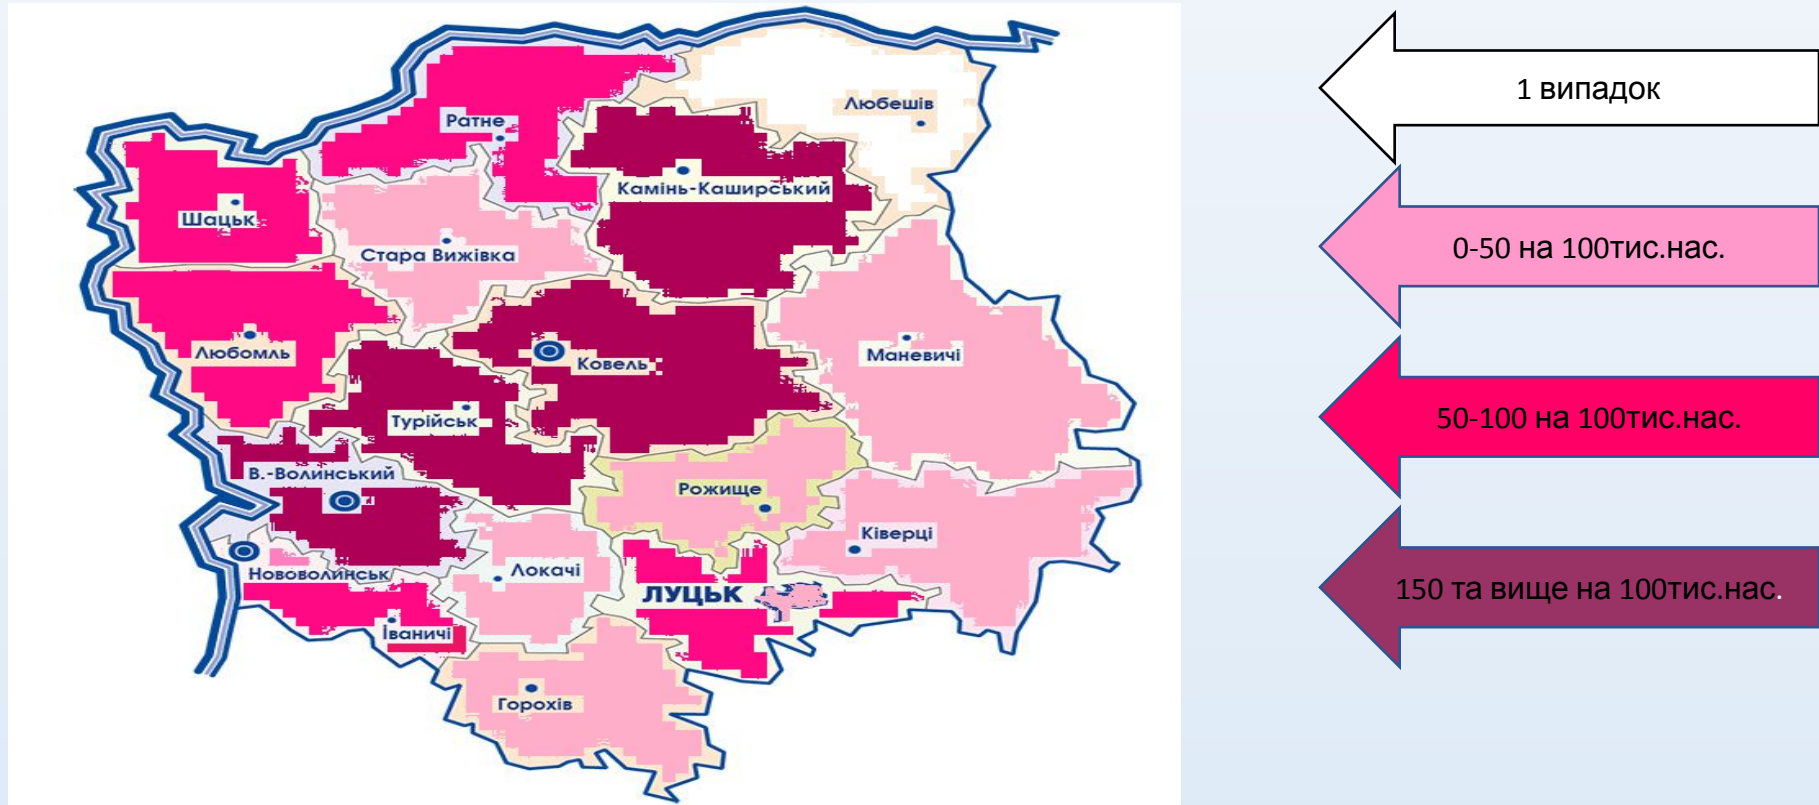 Любешів
Ратне
Камінь-Каширський
Шацьк
Стара Вижівка
Любомль
Ковель
Маневичі
Турійськ
В.-Волинський
Рожище
Ківерці
Нововолинськ
Локачі
ЛУЦЬК
Іваничі
Горохів
1 випадок
0-50 на 100тис.нас.
50-100 на 100тис.нас.
150 та вище на 100тис.нас.